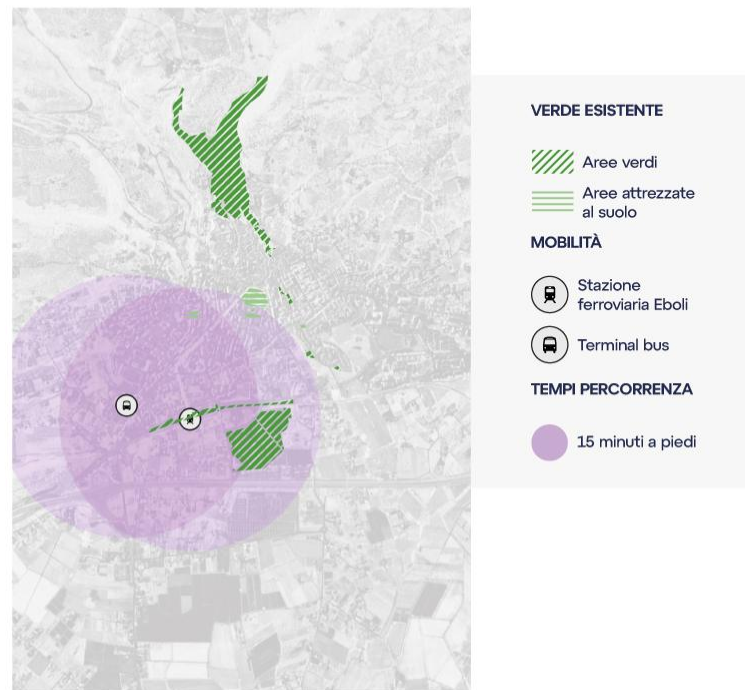 VERDE ESISTENTE
Aree verdi
Aree attrezzate
al suolo
MOBILITÀ
Stazione
ferroviaria Eboli
Terminal bus
TEMPI PERCORRENZA
15 minuti a piedi